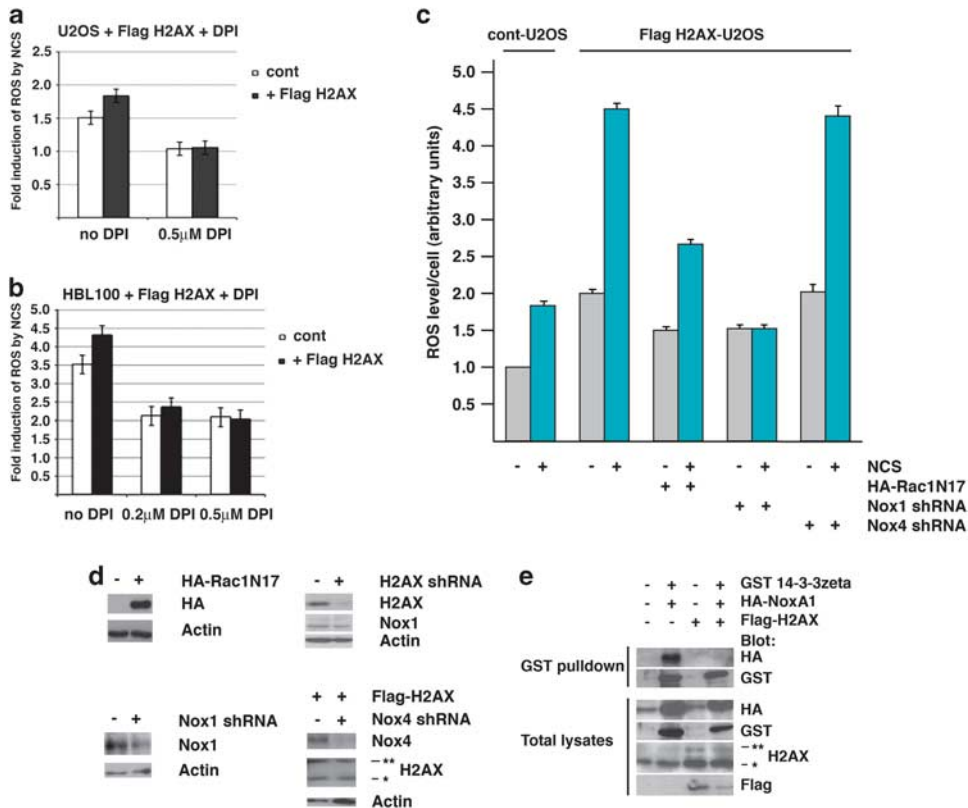 a
U2OS + Flag H2AX + DPI
Fold induction of ROS by NCS
2.5
2.0
1.5
1.0
0.5
cont
+ Flag H2AX
no DPI 0.5µM DPI
b
HBL100 + Flag H2AX + DPI
Fold induction of ROS by NCS
5.0
4.5
4.0
3.5
3.0
2.5
2.0
1.5
1.0
0.5
cont
+ Flag H2AX
no DPI 0.2µM DPI 0.5µM DPI
c
cont-U2OS Flag H2AX-U2OS
ROS level/cell (arbitrary units)
5.0
4.5
4.0
3.5
3.0
2.5
2.0
1.5
1.0
0.5
- + - + - + - + - + NCS
+ + HA-Rac1N17
+ + Nox1 shRNA
+ + Nox4 shRNA
d
- + HA-Rac1N17
HA
Actin
- + H2AX shRNA
H2AX
Nox1
Actin
- + Nox1 shRNA
Nox1
Actin
+ + Flag-H2AX
- + Nox4 shRNA
Nox4
- **
- * H2AX
Actin
e
- + - + GST 14-3-3zeta
- + - + HA-NoxA1
- - + + Flag-H2AX
Blot:
GST pulldown
HA
GST
Total lysates
HA
GST
- **
- * H2AX
Flag